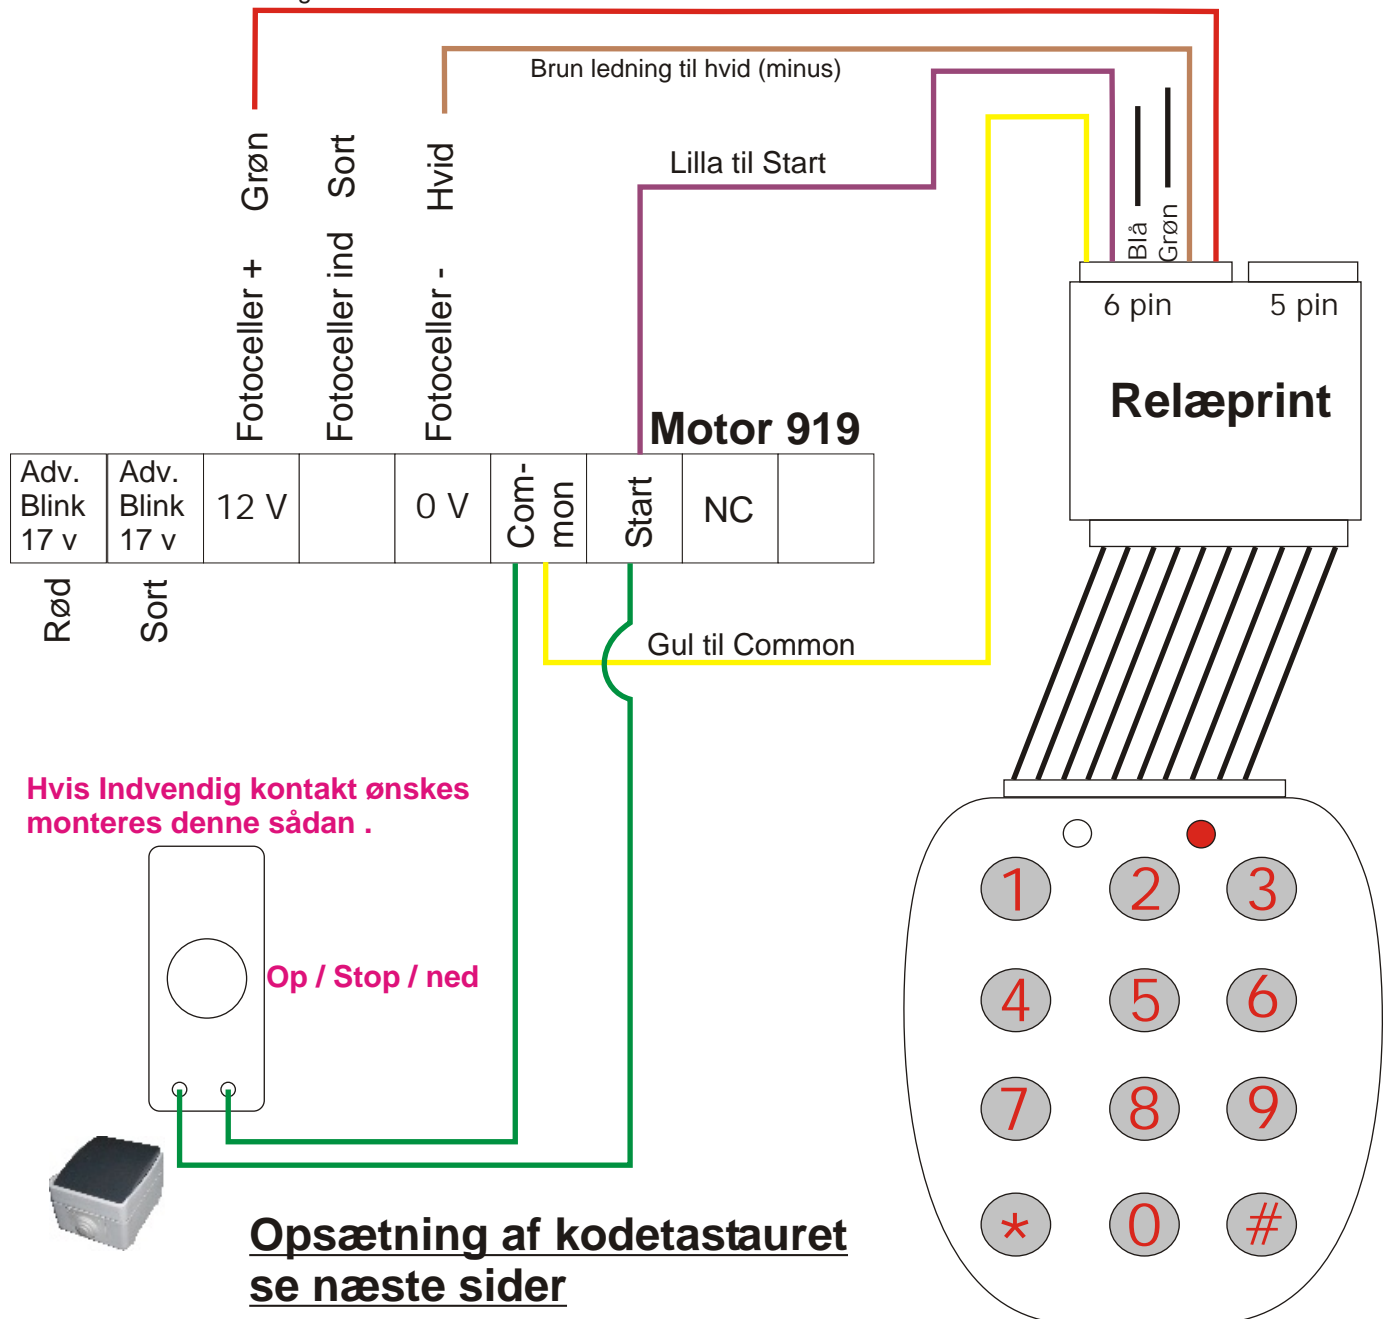 Brun ledning til hvid (minus)
Lilla til Start
Grøn
Sort
Hvid
Fotoceller +
Fotoceller ind
Fotoceller -
Blå
Grøn
6 pin
5 pin
Relæprint
Motor 919
Adv.
Blink
17 v
Adv.
Blink
17 v
12 V
0 V
Com-
mon
Start
NC
Rød
Sort
Gul til Common
Hvis Indvendig kontakt ønskes
monteres denne sådan .
Op / Stop / ned
1 2 3
4 5 6
7 8 9
* 0 #
Opsætning af kodetastauret
se næste sider